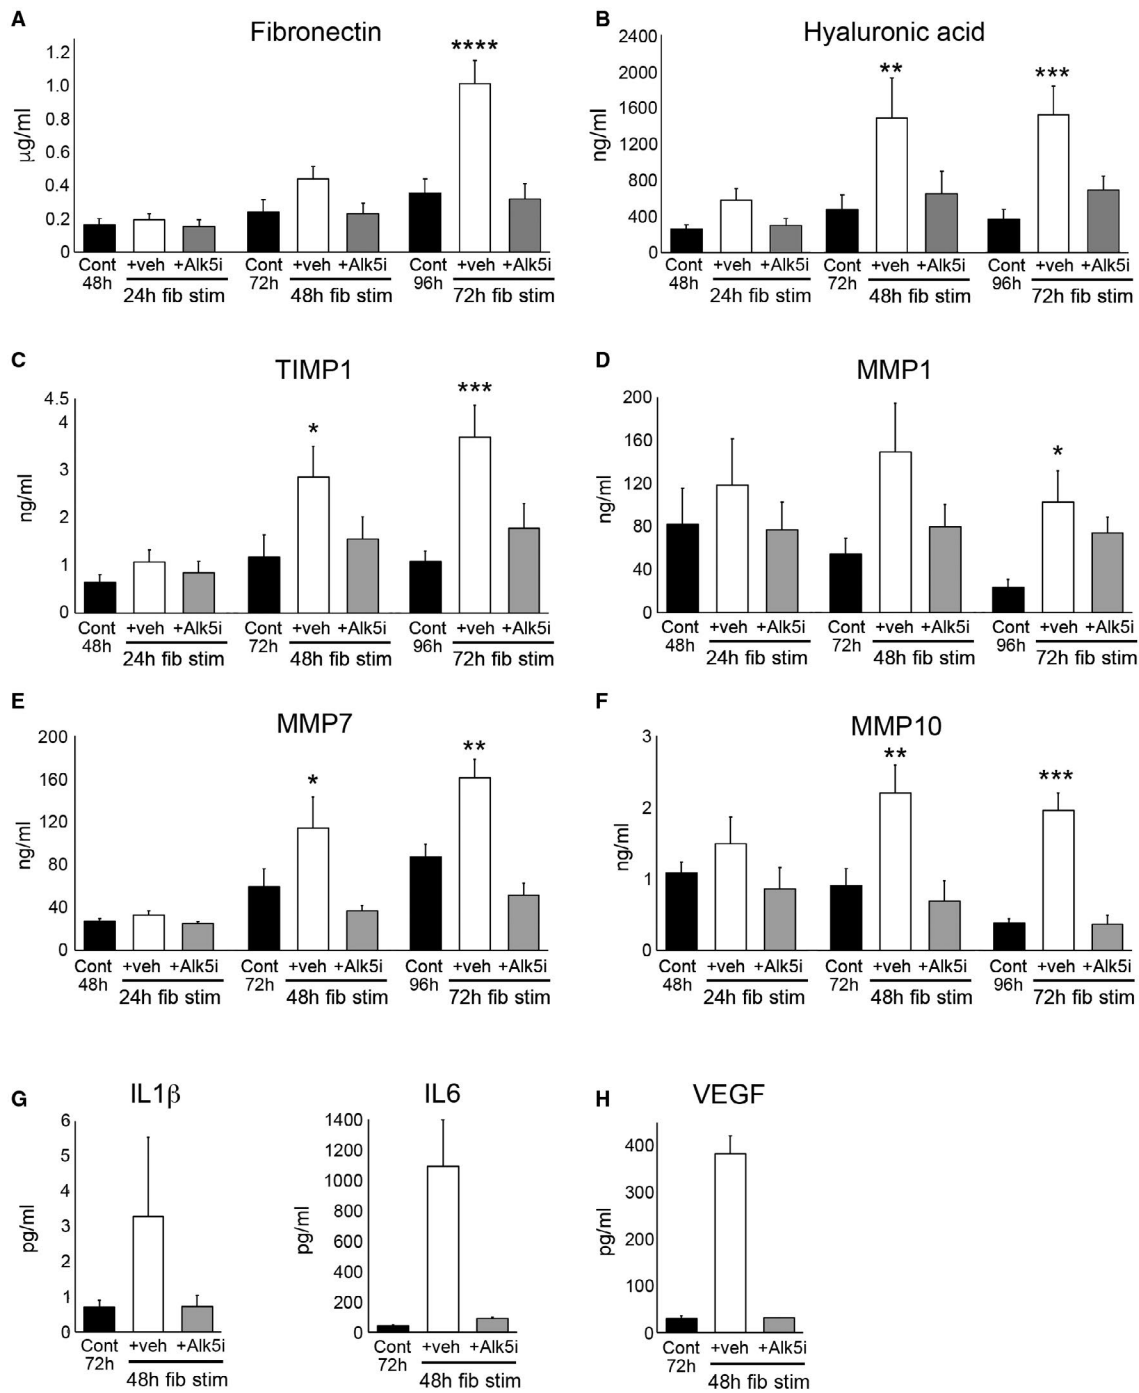 A
Fibronectin
1.2
1.0
0.8
0.6
0.4
0.2
0
μg/ml
****
Cont 48h
+veh +Alk5i
24h fib stim
Cont 72h
+veh +Alk5i
48h fib stim
Cont 96h
+veh +Alk5i
72h fib stim
B
Hyaluronic acid
2400
2000
1600
1200
800
400
0
ng/ml
**
***
Cont 48h
+veh +Alk5i
24h fib stim
Cont 72h
+veh +Alk5i
48h fib stim
Cont 96h
+veh +Alk5i
72h fib stim
C
TIMP1
4.5
4
3
2
1
0
ng/ml
*
***
Cont 48h
+veh +Alk5i
24h fib stim
Cont 72h
+veh +Alk5i
48h fib stim
Cont 96h
+veh +Alk5i
72h fib stim
D
MMP1
200
160
120
80
40
0
ng/ml
*
Cont 48h
+veh +Alk5i
24h fib stim
Cont 72h
+veh +Alk5i
48h fib stim
Cont 96h
+veh +Alk5i
72h fib stim
E
MMP7
200
160
120
80
40
0
ng/ml
*
**
Cont 48h
+veh +Alk5i
24h fib stim
Cont 72h
+veh +Alk5i
48h fib stim
Cont 96h
+veh +Alk5i
72h fib stim
F
MMP10
3
2
1
0
ng/ml
**
***
Cont 48h
+veh +Alk5i
24h fib stim
Cont 72h
+veh +Alk5i
48h fib stim
Cont 96h
+veh +Alk5i
72h fib stim
G
IL1β
6
5
4
3
2
1
0
pg/ml
Cont 72h
+veh +Alk5i
48h fib stim
IL6
1400
1200
1000
800
600
400
200
0
pg/ml
Cont 72h
+veh +Alk5i
48h fib stim
H
VEGF
400
300
200
100
0
pg/ml
Cont 72h
+veh +Alk5i
48h fib stim